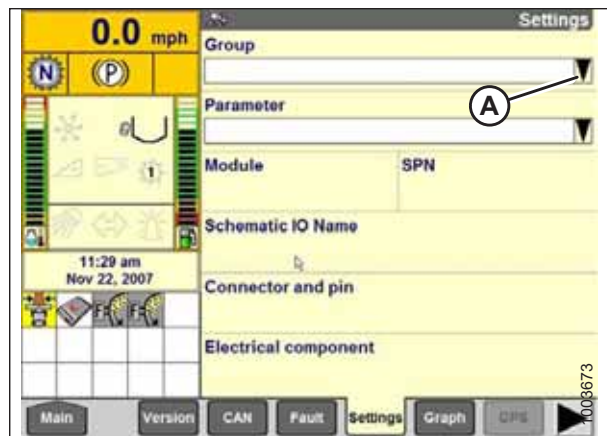 0.0 mph
Settings
Group
N
(P)
A
Parameter
1
Module
SPN
Schematic IO Name
11:29 am
Nov 22, 2007
Connector and pin
Electrical component
1003673
Main
Version
CAN
Fault
Settings
Graph
GPS